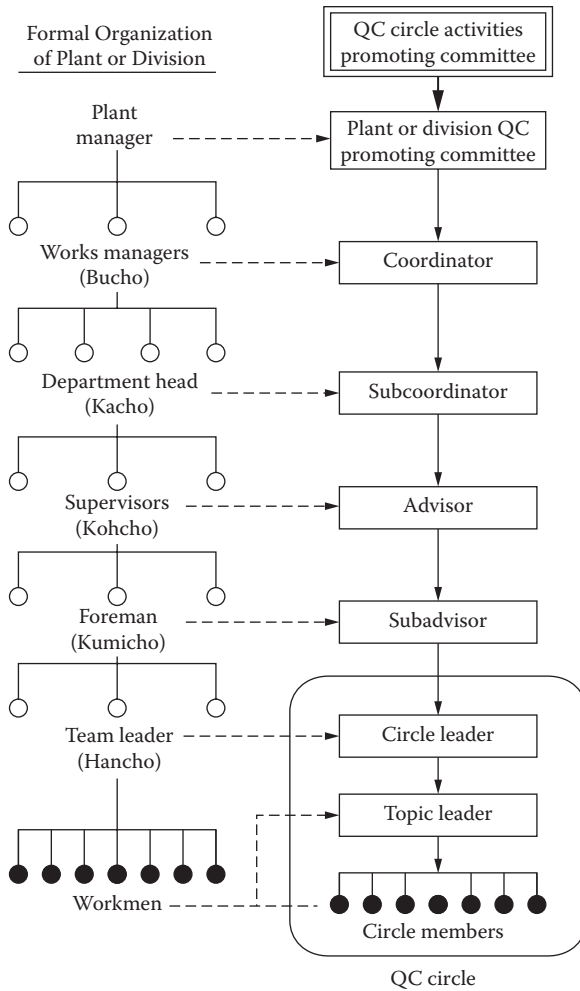 Formal Organization
of Plant or Division
QC circle activities
promoting committee
Plant
manager
Plant or division QC
promoting committee
Works managers
(Bucho)
Coordinator
Department head
(Kacho)
Subcoordinator
Supervisors
(Kohcho)
Advisor
Foreman
(Kumicho)
Subadvisor
Team leader
(Hancho)
Circle leader
Topic leader
Workmen
Circle members
QC circle